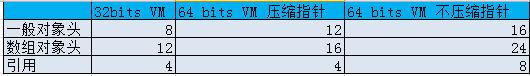 32bits VM 64 bits VM 压缩指针 64 bits VM 不压缩指针
一般对象头 8 12 16
数组对象头 12 16 24
引用 4 4 8